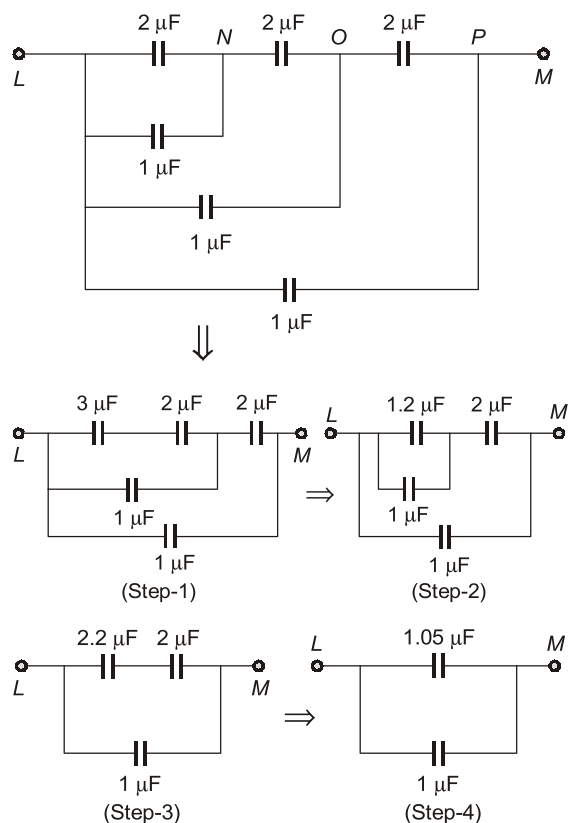 2 μF N 2 μF O 2 μF P
L M
1 μF
1 μF
1 μF
⇓
3 μF 2 μF 2 μF
L M
1 μF
1 μF
(Step-1)
⇒
L 1.2 μF 2 μF M
1 μF
1 μF
(Step-2)
2.2 μF 2 μF
L M
1 μF
(Step-3)
⇒
L 1.05 μF M
1 μF
(Step-4)